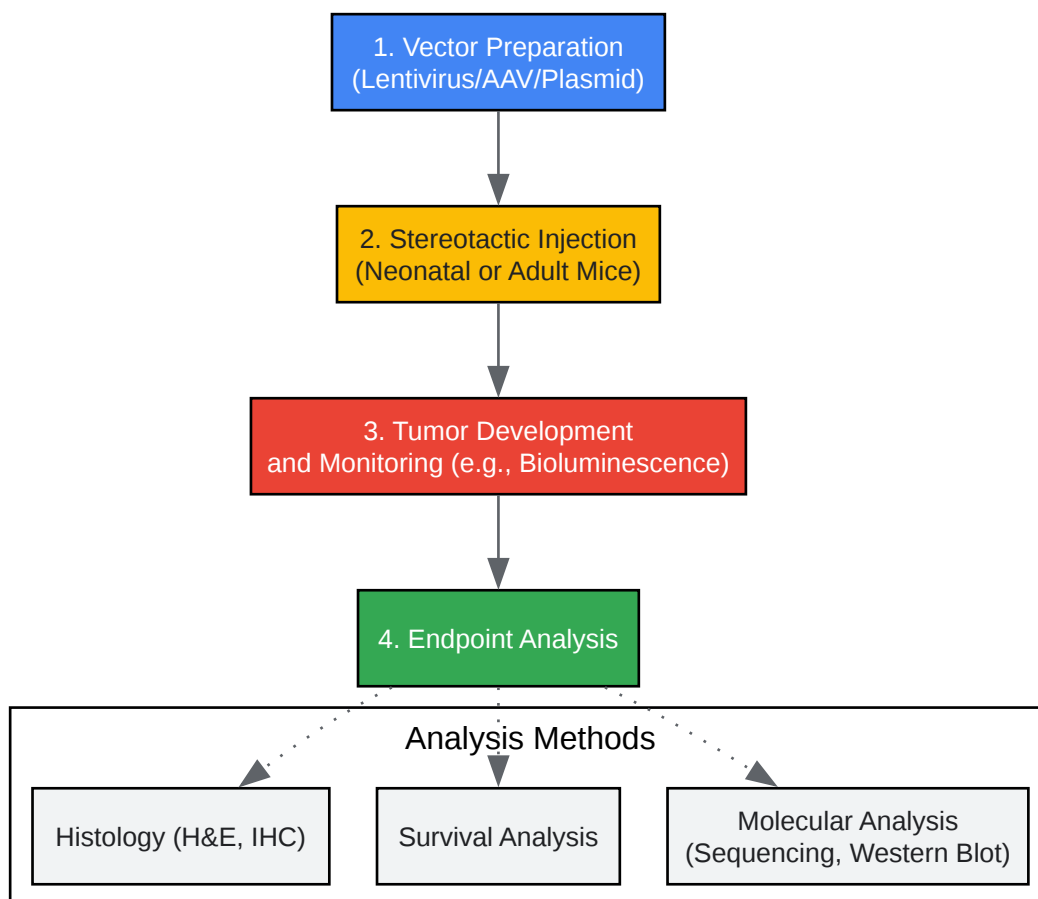 1. Vector Preparation
(Lentivirus/AAV/Plasmid)
2. Stereotactic Injection
(Neonatal or Adult Mice)
3. Tumor Development
and Monitoring (e.g., Bioluminescence)
4. Endpoint Analysis
Analysis Methods
Histology (H&E, IHC)
Survival Analysis
Molecular Analysis
(Sequencing, Western Blot)